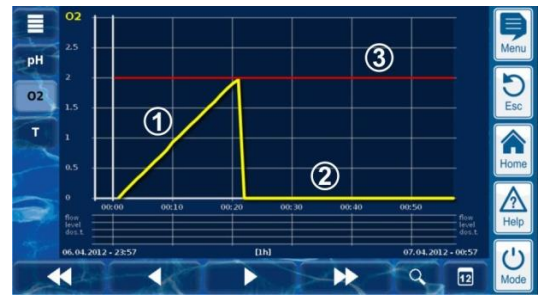 O2
2.5
2
1.5
1
0.5
0
00:00 00:10 00:20 00:30 00:40 00:50
flow
level
dos.t.
flow
level
dos.t.
06.04.2012 - 23:57 [1h] 07.04.2012 - 00:57
pH
O2
T
1
2
3
12
Menu
Esc
Home
Help
Mode